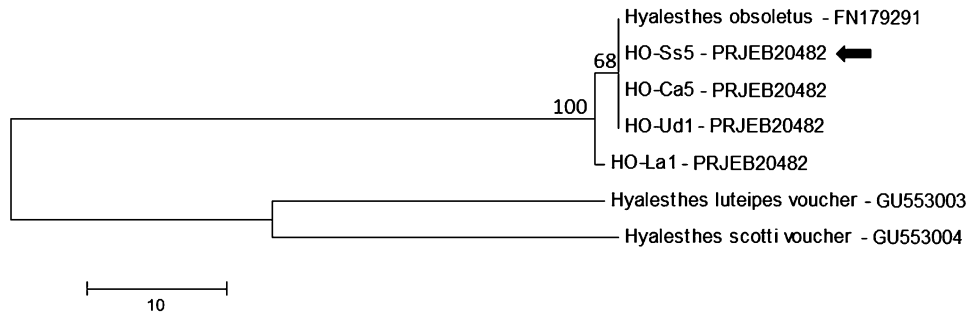 Hyalesthes obsoletus - FN179291
HO-Ss5 - PRJEB20482
68
HO-Ca5 - PRJEB20482
100
HO-Ud1 - PRJEB20482
HO-La1 - PRJEB20482
Hyalesthes luteipes voucher - GU553003
Hyalesthes scotti voucher - GU553004
10